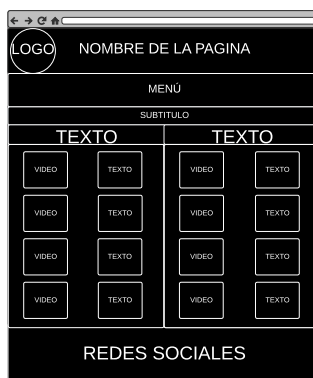 LOGO NOMBRE DE LA PAGINA
MENÚ
SUBTITULO
TEXTO TEXTO
VIDEO TEXTO VIDEO TEXTO
VIDEO TEXTO VIDEO TEXTO
VIDEO TEXTO VIDEO TEXTO
VIDEO TEXTO VIDEO TEXTO
REDES SOCIALES